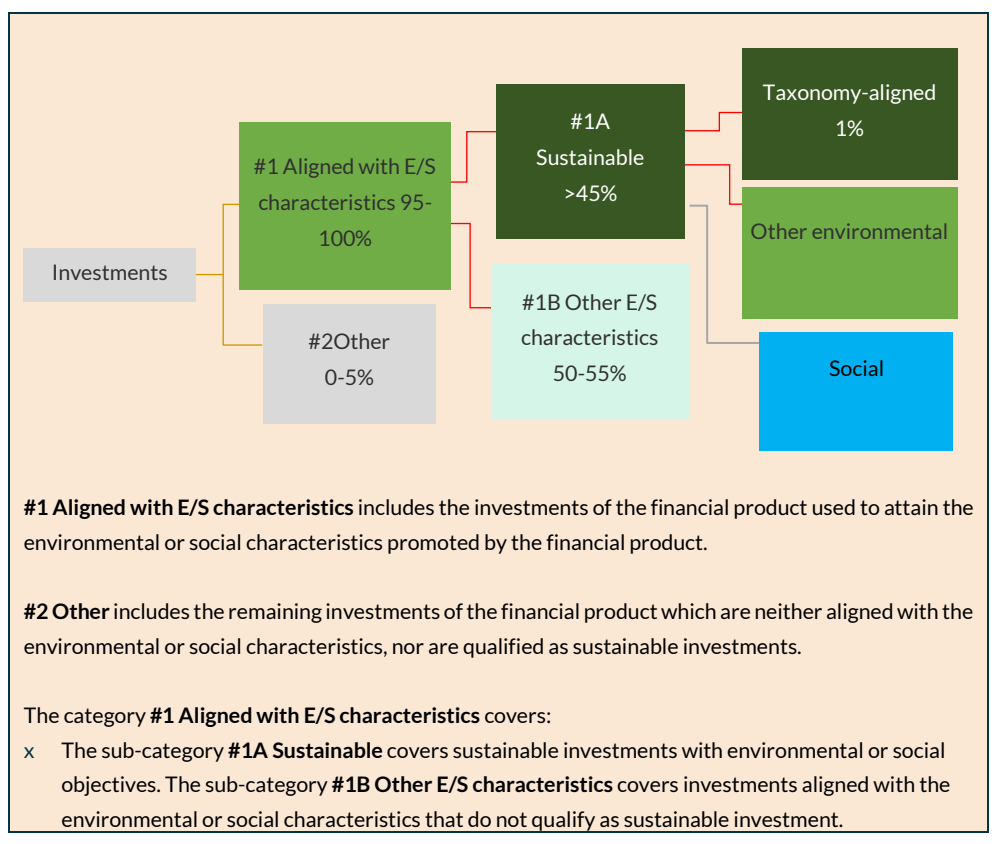 Investments
#1 Aligned with E/S
characteristics 95-
100%
#2Other
0-5%
#1A
Sustainable
>45%
#1B Other E/S
characteristics
50-55%
Taxonomy-aligned
1%
Other environmental
Social
#1 Aligned with E/S characteristics includes the investments of the financial product used to attain the
environmental or social characteristics promoted by the financial product.
#2 Other includes the remaining investments of the financial product which are neither aligned with the
environmental or social characteristics, nor are qualified as sustainable investments.
The category #1 Aligned with E/S characteristics covers:
x The sub-category #1A Sustainable covers sustainable investments with environmental or social
objectives. The sub-category #1B Other E/S characteristics covers investments aligned with the
environmental or social characteristics that do not qualify as sustainable investment.